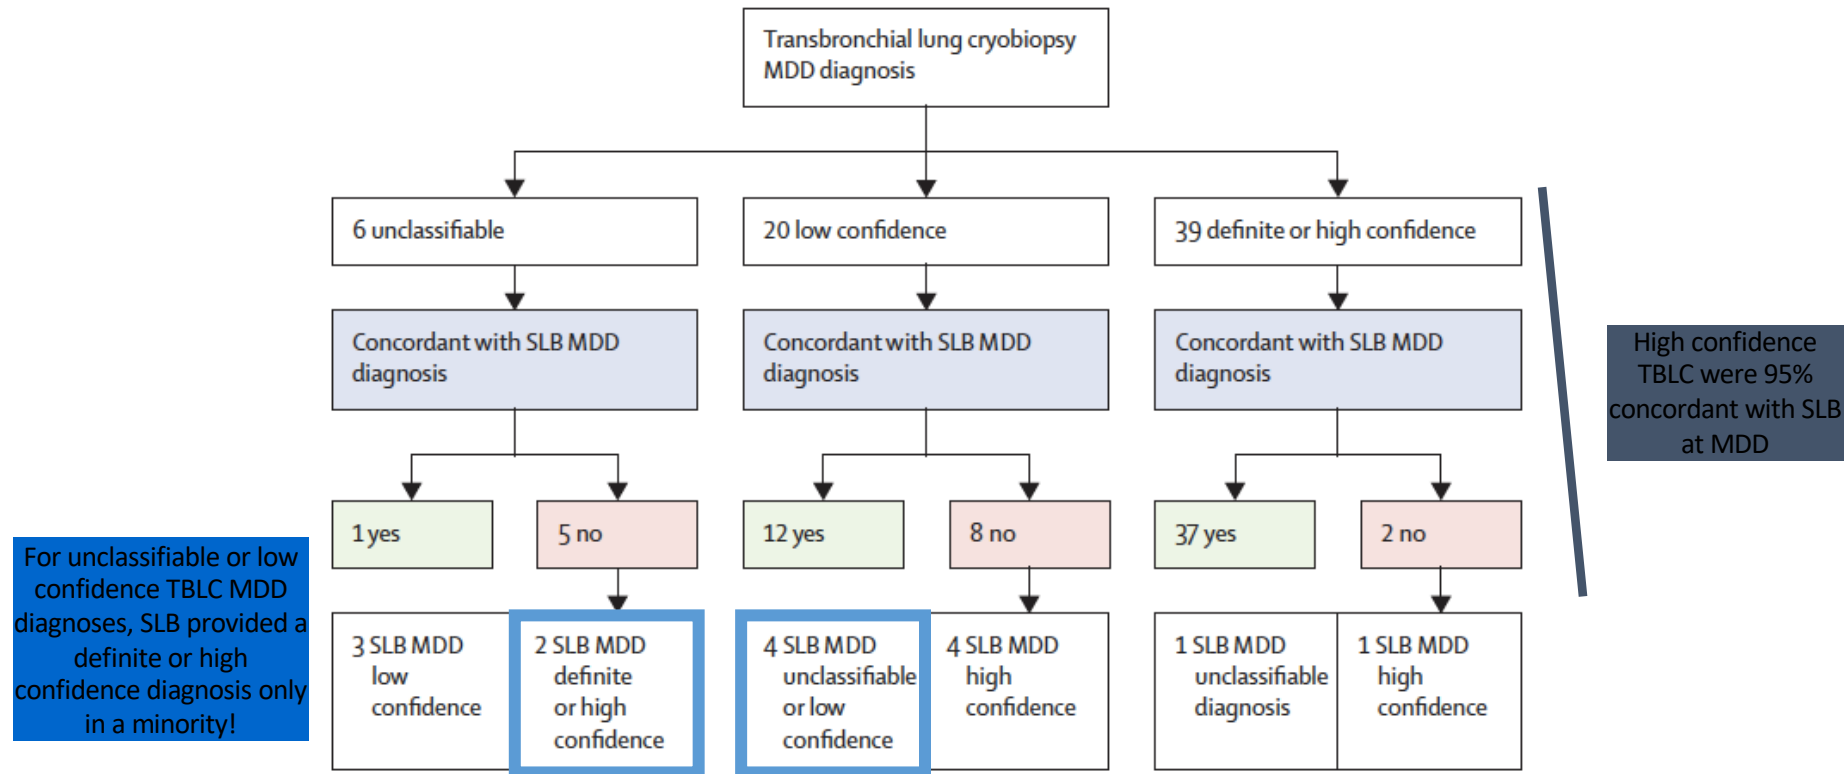 Transbronchial lung cryobiopsy
MDD diagnosis
6 unclassifiable
20 low confidence
39 definite or high confidence
Concordant with SLB MDD
diagnosis
Concordant with SLB MDD
diagnosis
Concordant with SLB MDD
diagnosis
High confidence
TBLC were 95%
concordant with SLB
at MDD
1 yes
5 no
12 yes
8 no
37 yes
2 no
For unclassifiable or low
confidence TBLC MDD
diagnoses, SLB provided a
definite or high
confidence diagnosis only
in a minority!
3 SLB MDD
low
confidence
2 SLB MDD
definite
or high
confidence
4 SLB MDD
unclassifiable
or low
confidence
4 SLB MDD
high
confidence
1 SLB MDD
unclassifiable
diagnosis
1 SLB MDD
high
confidence